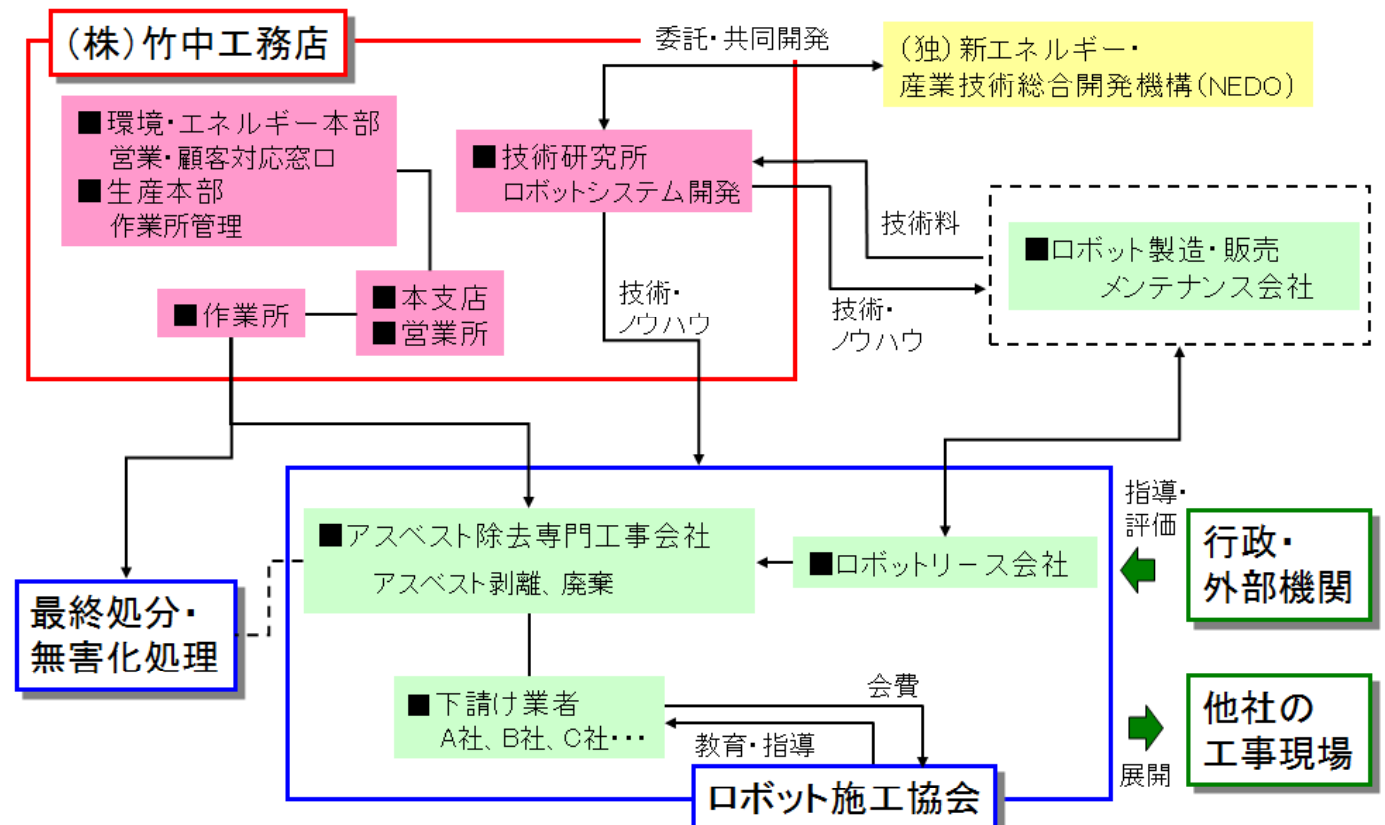 (株)竹中工務店
委託・共同開発
(独)新エネルギー・
産業技術総合開発機構(NEDO)
■環境・エネルギー本部
営業・顧客対応窓口
■生産本部
作業所管理
■技術研究所
ロボットシステム開発
技術料
■ロボット製造・販売
メンテナンス会社
■作業所
■本支店
■営業所
技術・
ノウハウ
技術・
ノウハウ
指導・
評価
行政・
外部機関
■アスベスト除去専門工事会社
アスベスト剥離、廃棄
■ロボットリース会社
最終処分・
無害化処理
■下請け業者
A社、B社、C社・・・
会費
教育・指導
他社の
工事現場
展開
ロボット施工協会